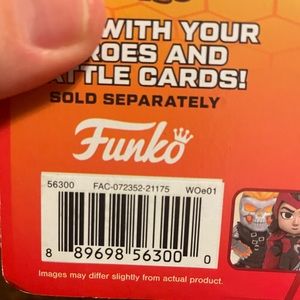 WITH YOUR
ROES AND
TTLE CARDS!
SOLD SEPARATELY
Funko
56300 FAC-072352-21175 WOe01
8 89698 56300 0
Images may differ slightly from actual product.